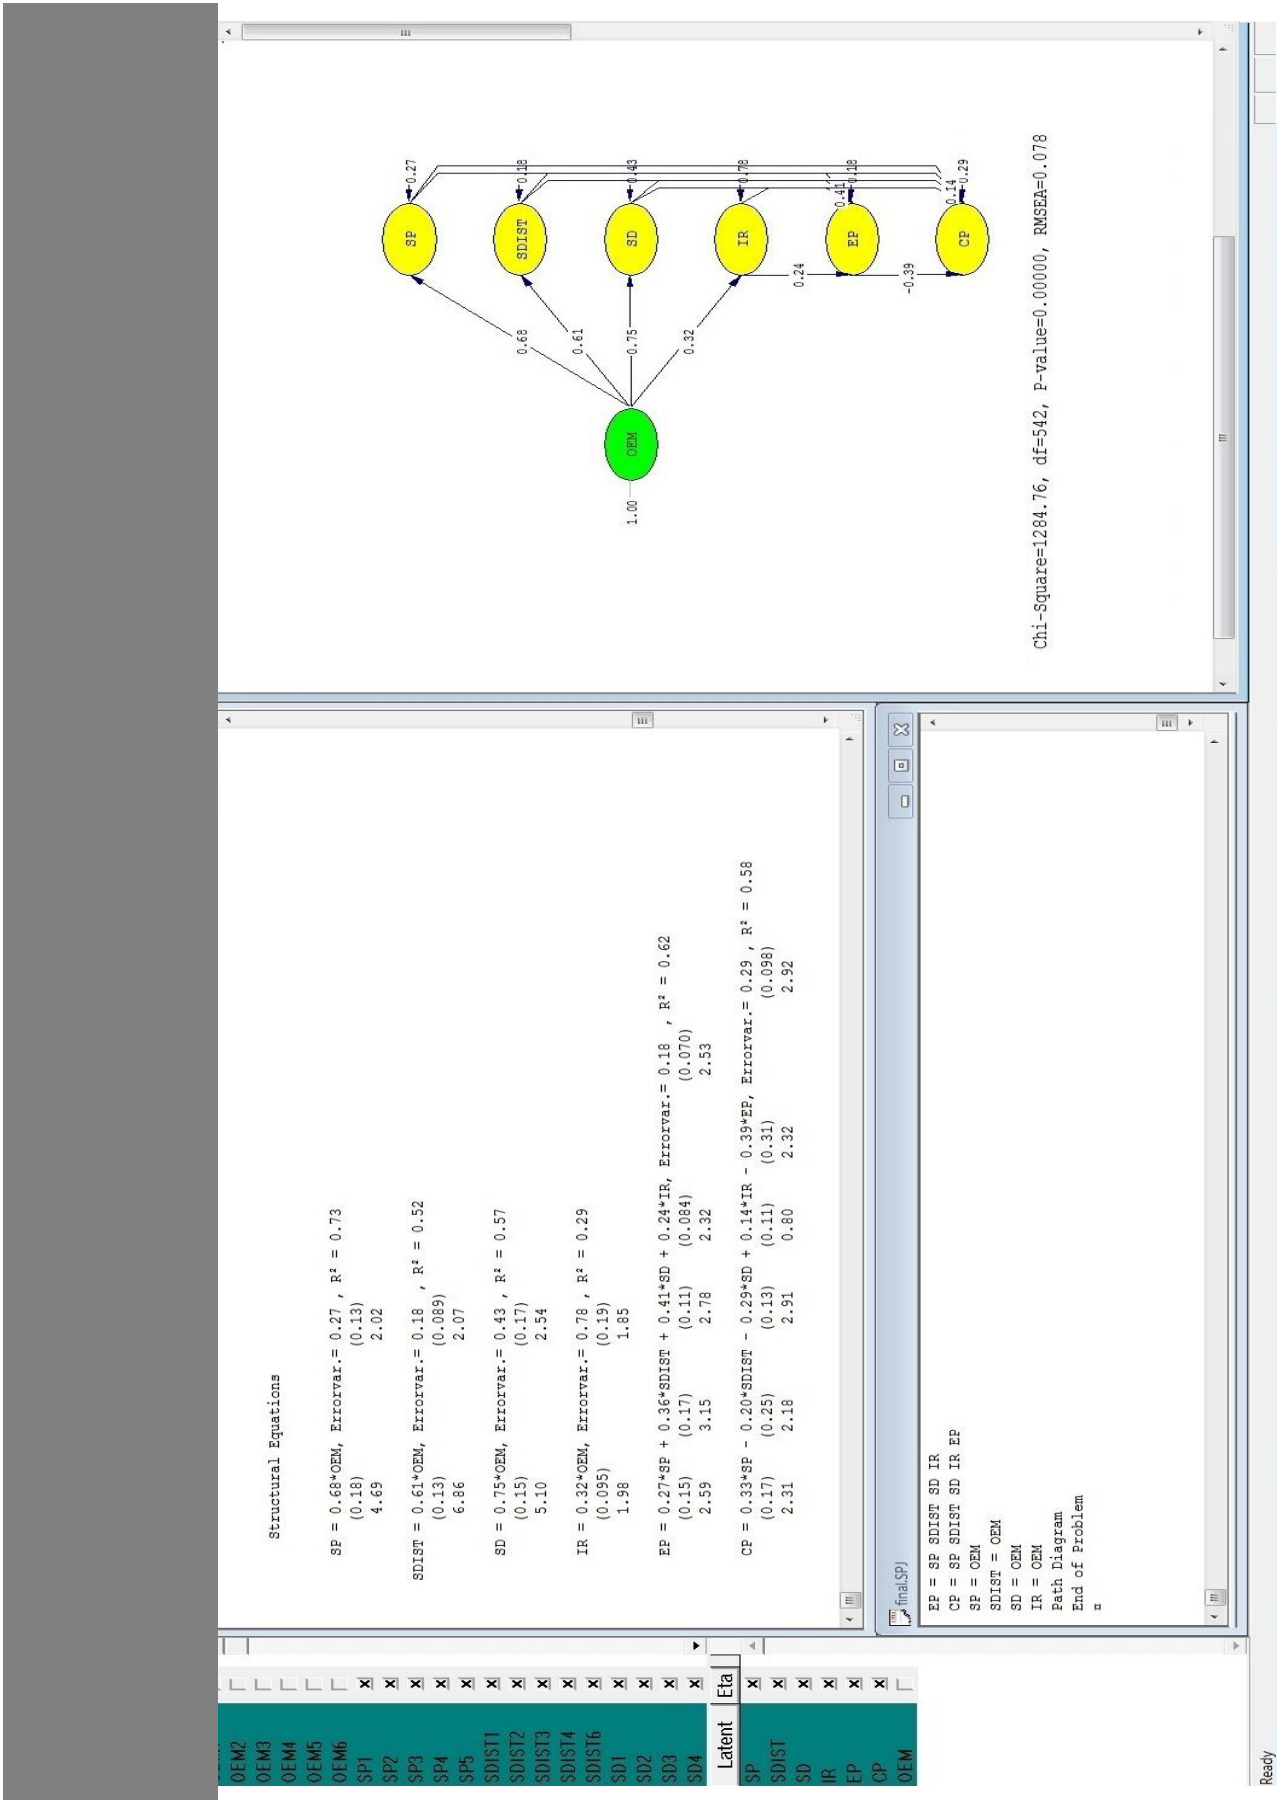 OEM2
OEM3
OEM4
OEM5
OEM6
SP1
SP2
SP3
SP4
SP5
SDIST1
SDIST2
SDIST3
SDIST4
SDIST6
SD1
SD2
SD3
SD4
Latent Eta
SP
SDIST
SD
IR
EP
CP
OEM
Structural Equations
SP = 0.68*OEM, Errorvar.= 0.27 , R² = 0.73
(0.18) (0.13)
4.69 2.02
SDIST = 0.61*OEM, Errorvar.= 0.18 , R² = 0.52
(0.13) (0.089)
6.86 2.07
SD = 0.75*OEM, Errorvar.= 0.43 , R² = 0.57
(0.15) (0.17)
5.10 2.54
IR = 0.32*OEM, Errorvar.= 0.78 , R² = 0.29
(0.095) (0.19)
1.98 1.85
EP = 0.27*SP + 0.36*SDIST + 0.41*SD + 0.24*IR, Errorvar.= 0.18 , R² = 0.62
(0.15) (0.17) (0.11) (0.084) (0.070)
2.59 3.15 2.78 2.32 2.53
CP = 0.33*SP - 0.20*SDIST - 0.29*SD + 0.14*IR - 0.39*EP, Errorvar.= 0.29 , R² = 0.58
(0.17) (0.25) (0.13) (0.11) (0.31) (0.098)
2.31 2.18 2.91 0.80 2.32 2.92
final.SPJ
EP = SP SDIST SD IR
CP = SP SDIST SD IR EP
SP = OEM
SDIST = OEM
SD = OEM
IR = OEM
Path Diagram
End of Problem
1.00
OEM
0.68
0.61
0.75
0.32
SP
0.27
SDIST
0.18
SD
0.43
IR
0.78
0.24
0.41
EP
0.18
-0.39
0.14
CP
0.29
Chi-Square=1284.76, df=542, P-value=0.00000, RMSEA=0.078
Ready